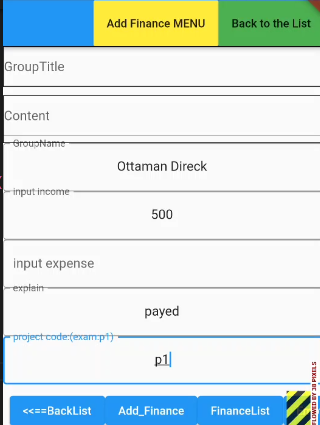 Add Finance MENU
Back to the List
GroupTitle
Content
GroupName
Ottaman Direck
input income
500
input expense
explain
payed
project code:(exam:p1)
p1
<<==BackList
Add_Finance
FinanceList
FLOWED BY 38 PIXELS